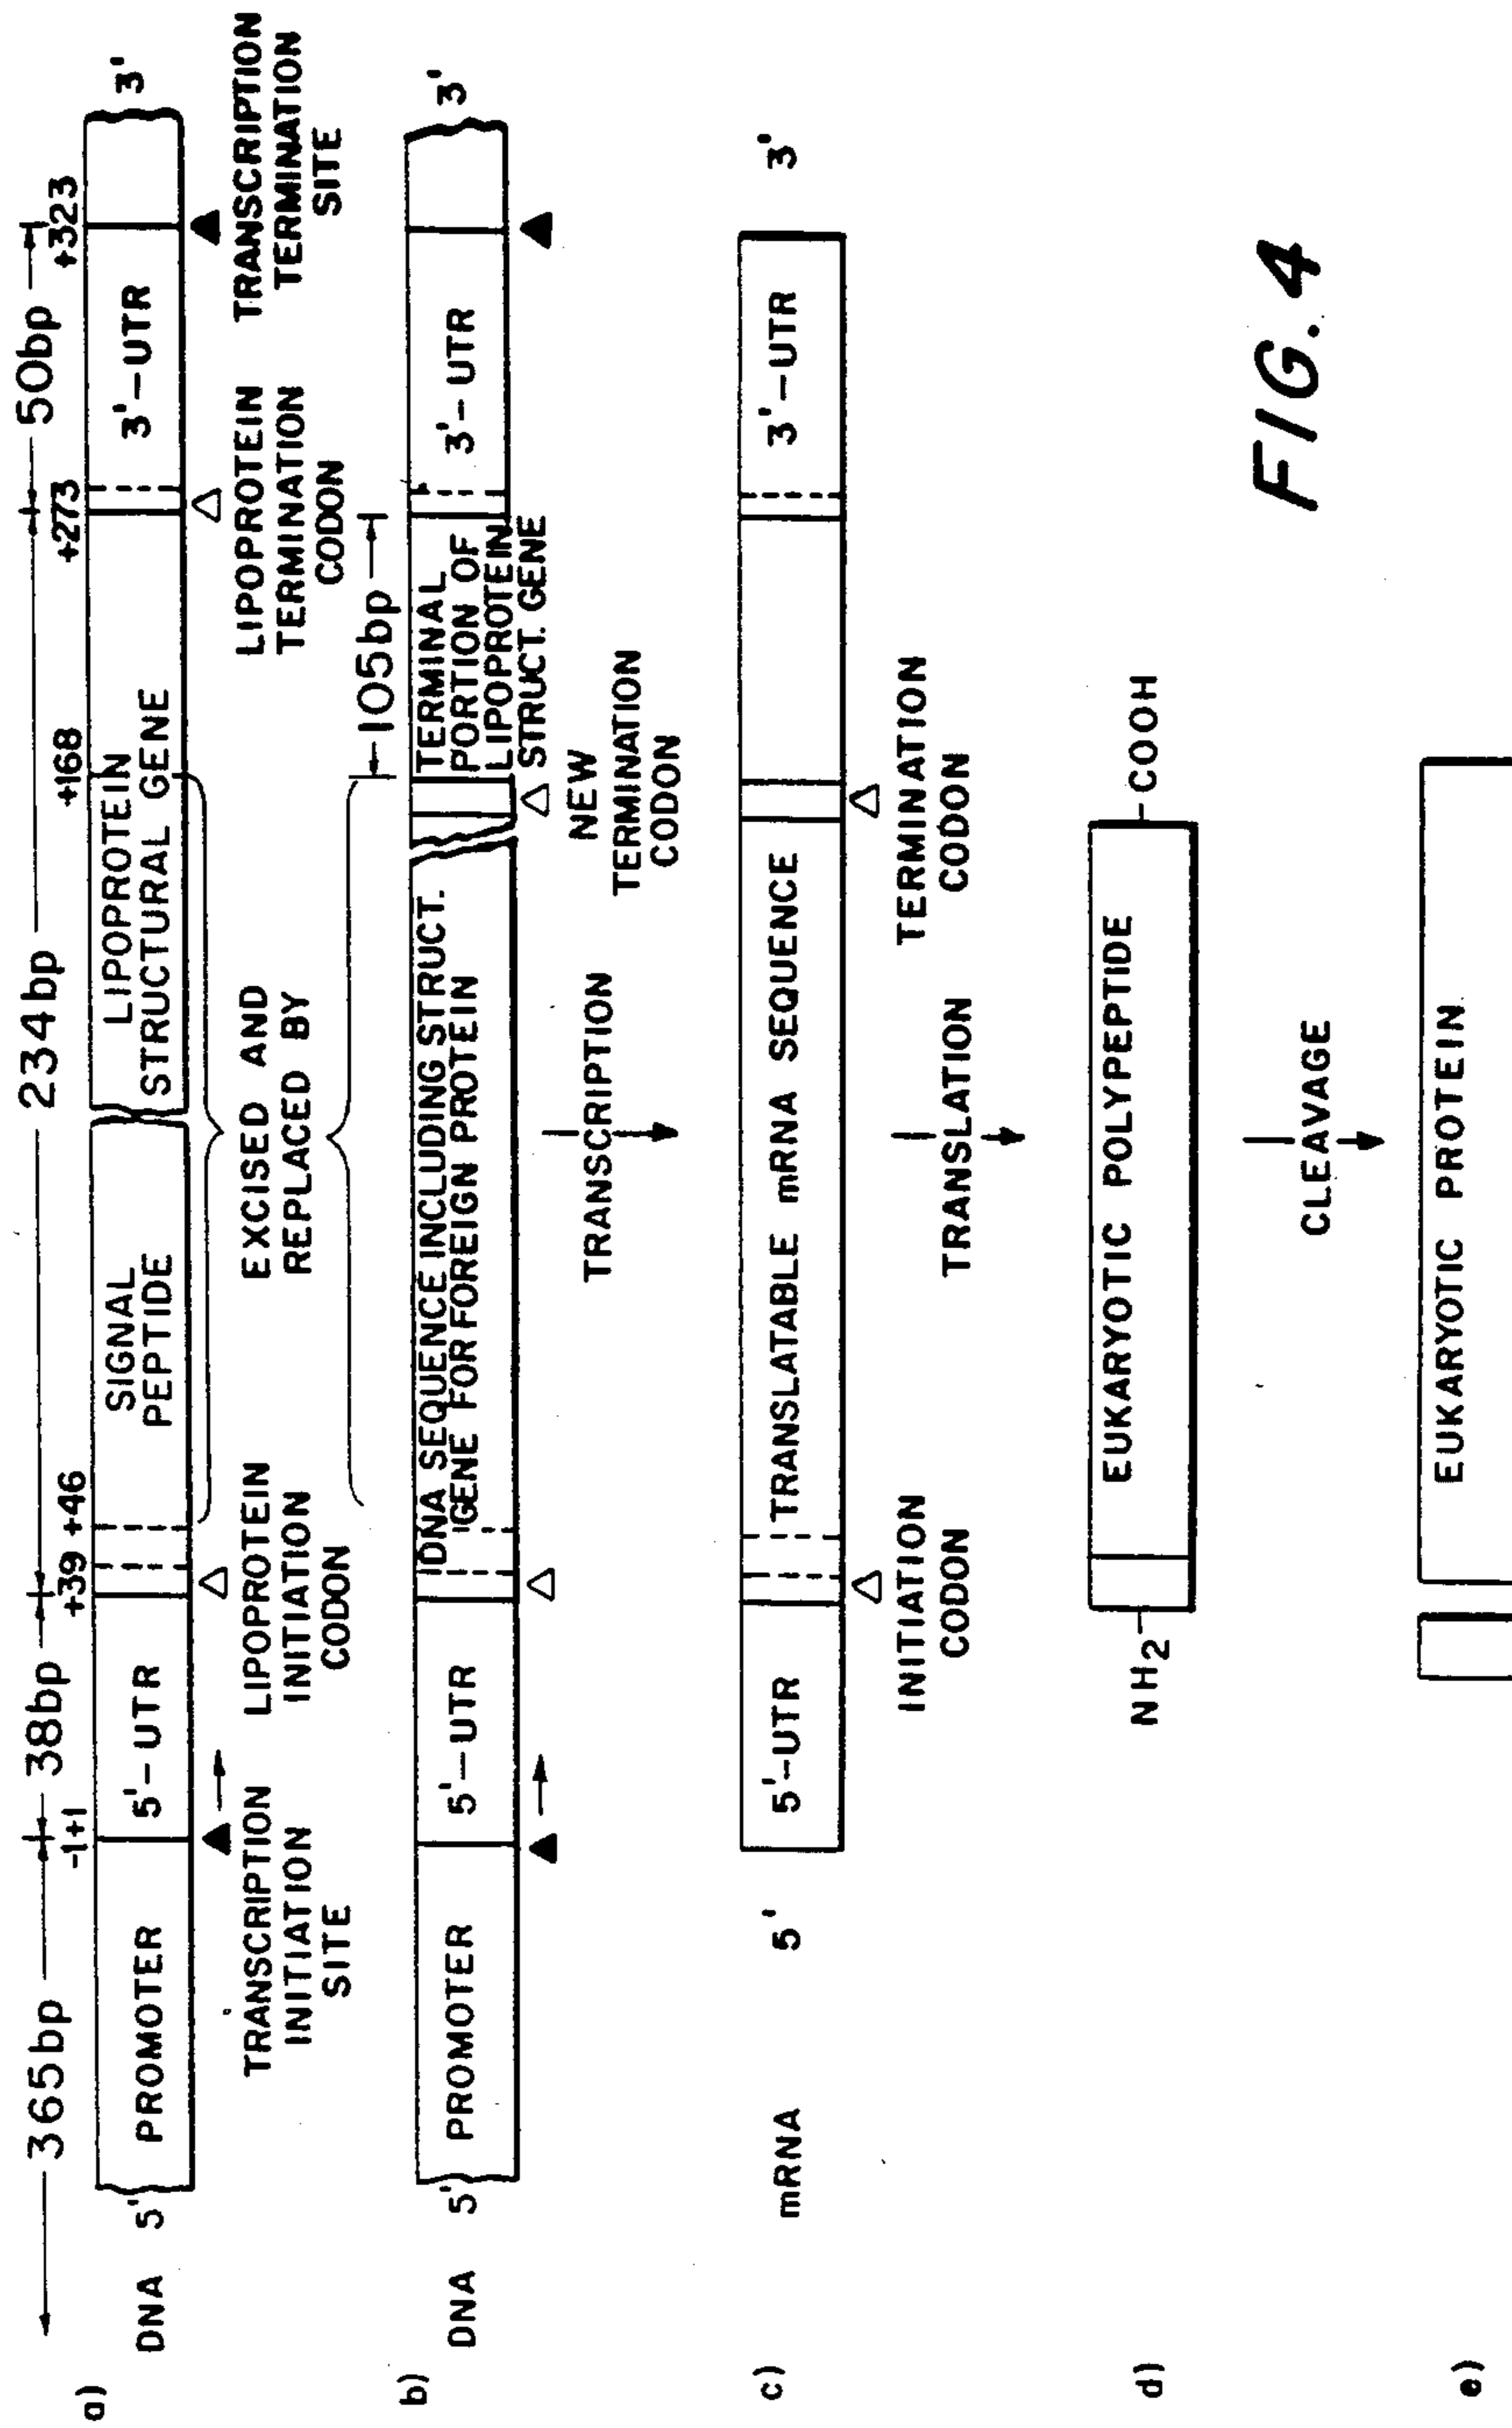 365bp 38bp 234bp 50bp
-1 +1 +39 +46 +168 +273 +323
a) DNA 5' PROMOTER 5'-UTR SIGNAL PEPTIDE LIPOPROTEIN STRUCTURAL GENE 3'-UTR 3'
TRANSCRIPTION INITIATION SITE
LIPOPROTEIN INITIATION CODON
EXCISED AND REPLACED BY
LIPOPROTEIN TERMINATION CODON
TRANSCRIPTION TERMINATION SITE
105bp
b) DNA 5' PROMOTER 5'-UTR DNA SEQUENCE INCLUDING STRUCT. GENE FOR FOREIGN PROTEIN TERMINAL PORTION OF LIPOPROTEIN STRUCT. GENE 3'-UTR 3'
TRANSCRIPTION
NEW TERMINATION CODON
c) mRNA 5' 5'-UTR TRANSLATABLE mRNA SEQUENCE 3'-UTR 3'
INITIATION CODON
TRANSLATION
TERMINATION CODON
d) NH2 EUKARYOTIC POLYPEPTIDE COOH
CLEAVAGE
FIG. 4
e) EUKARYOTIC PROTEIN